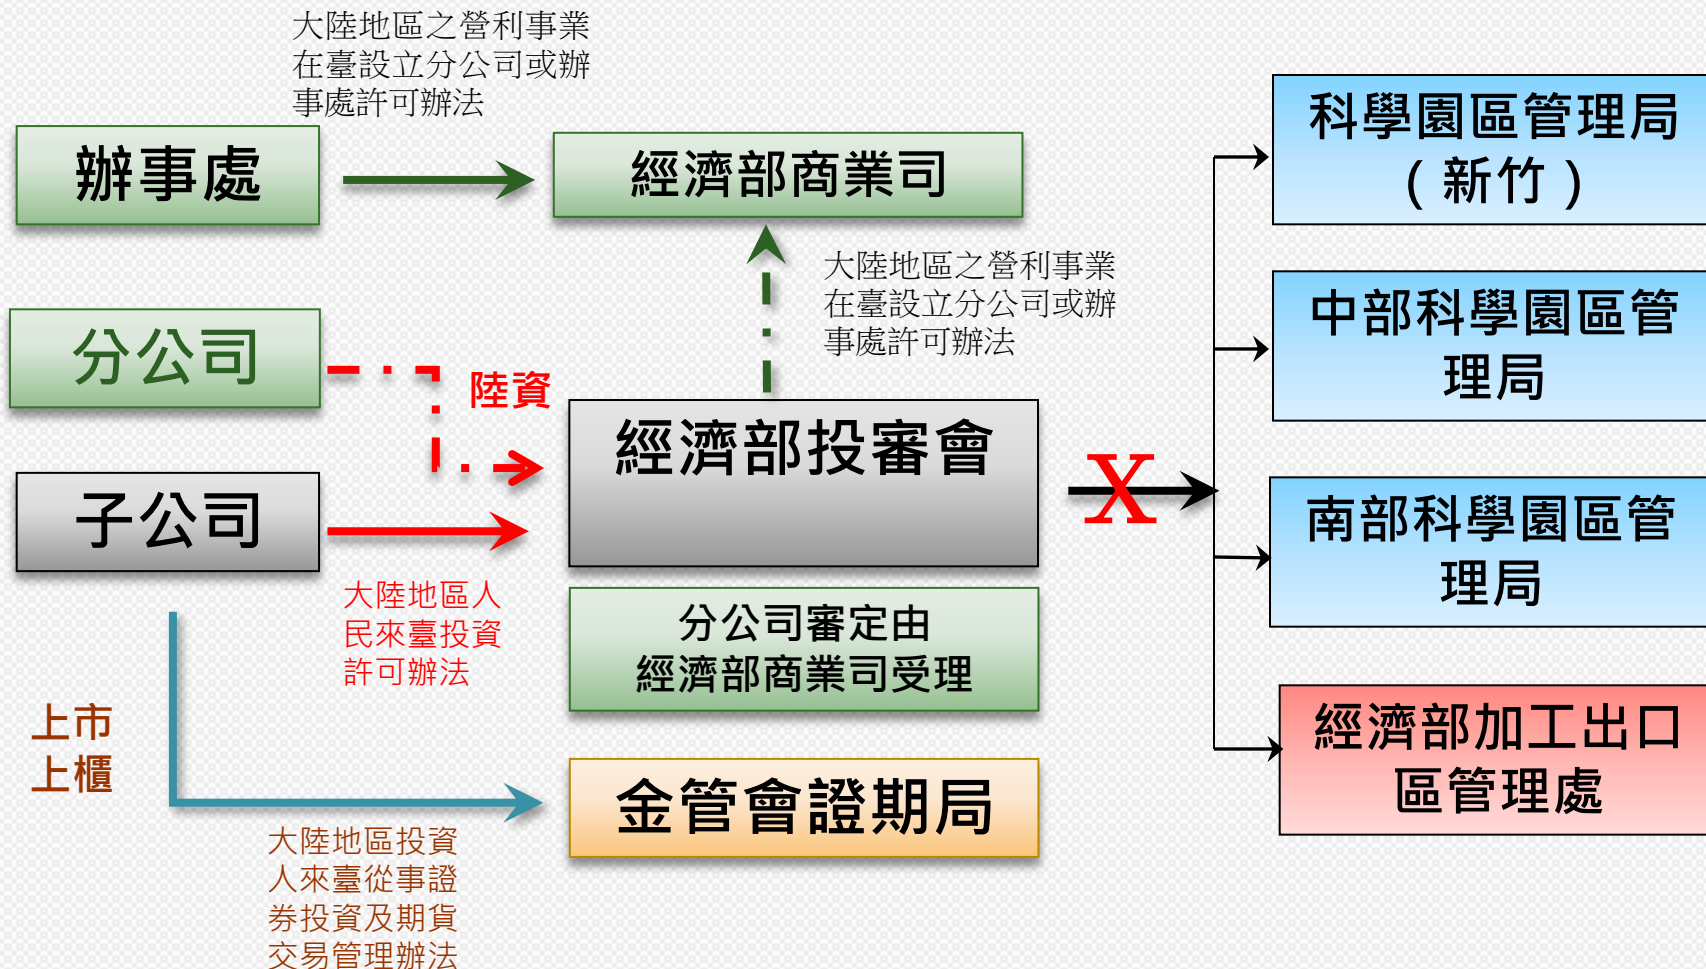 大陸地區之營利事業
在臺設立分公司或辦
事處許可辦法
辦事處
經濟部商業司
分公司
陸資
大陸地區之營利事業
在臺設立分公司或辦
事處許可辦法
子公司
經濟部投審會
X
大陸地區人
民來臺投資
許可辦法
分公司審定由
經濟部商業司受理
上市
上櫃
金管會證期局
大陸地區投資
人來臺從事證
券投資及期貨
交易管理辦法
科學園區管理局
（新竹）
中部科學園區管
理局
南部科學園區管
理局
經濟部加工出口
區管理處